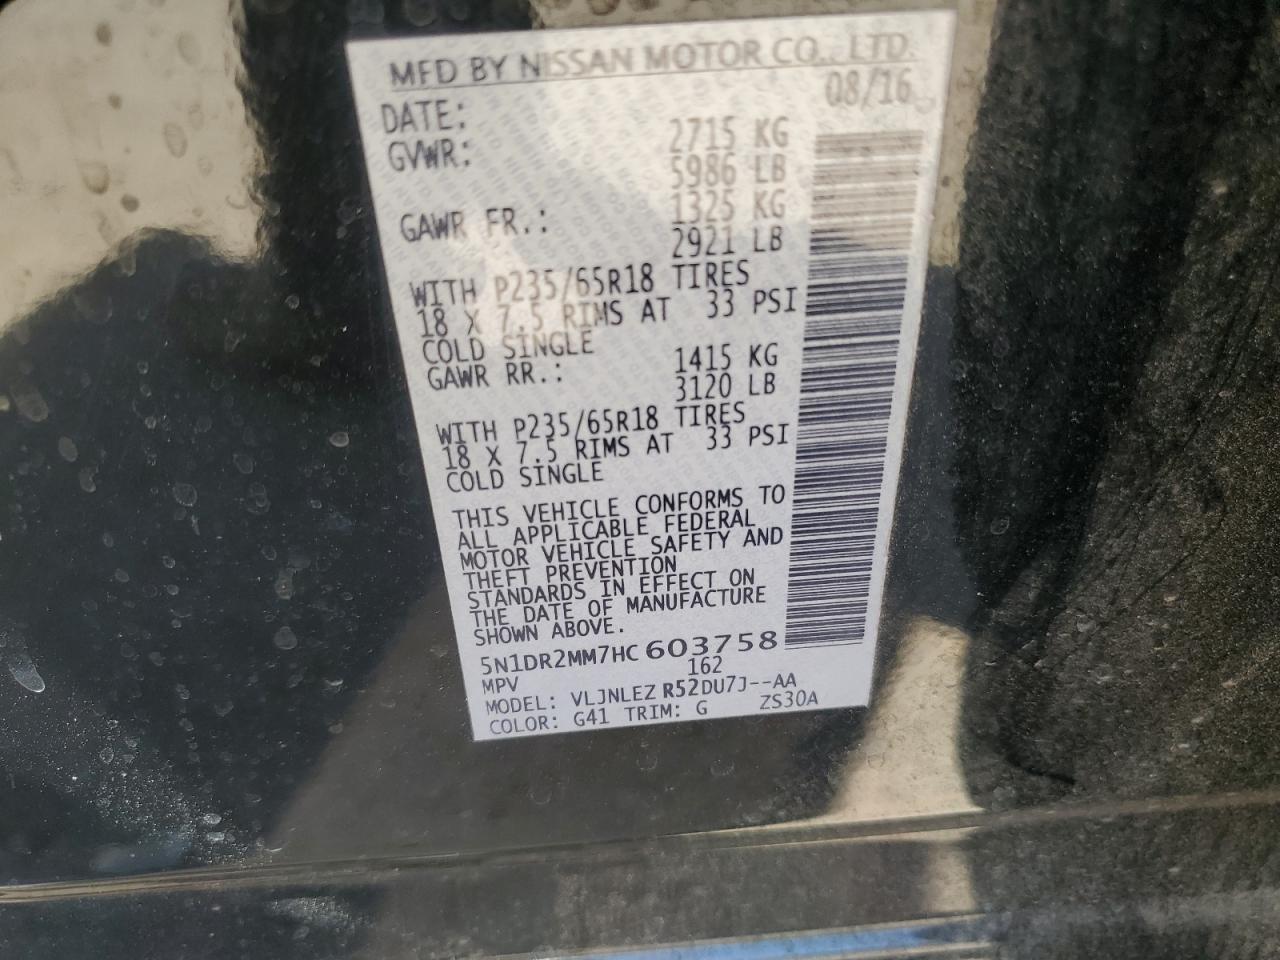 MFD BY NISSAN MOTOR CO., LTD.
DATE: 08/16
GVWR: 2715 KG
5986 LB
GAWR FR.: 1325 KG
2921 LB
WITH P235/65R18 TIRES
18 X 7.5 RIMS AT 33 PSI
COLD SINGLE
GAWR RR.: 1415 KG
3120 LB
WITH P235/65R18 TIRES
18 X 7.5 RIMS AT 33 PSI
COLD SINGLE
THIS VEHICLE CONFORMS TO
ALL APPLICABLE FEDERAL
MOTOR VEHICLE SAFETY AND
THEFT PREVENTION
STANDARDS IN EFFECT ON
THE DATE OF MANUFACTURE
SHOWN ABOVE.
5N1DR2MM7HC603758
MPV 162
MODEL: VLJNLEZ R52DU7J--AA
COLOR: G41 TRIM: G ZS30A